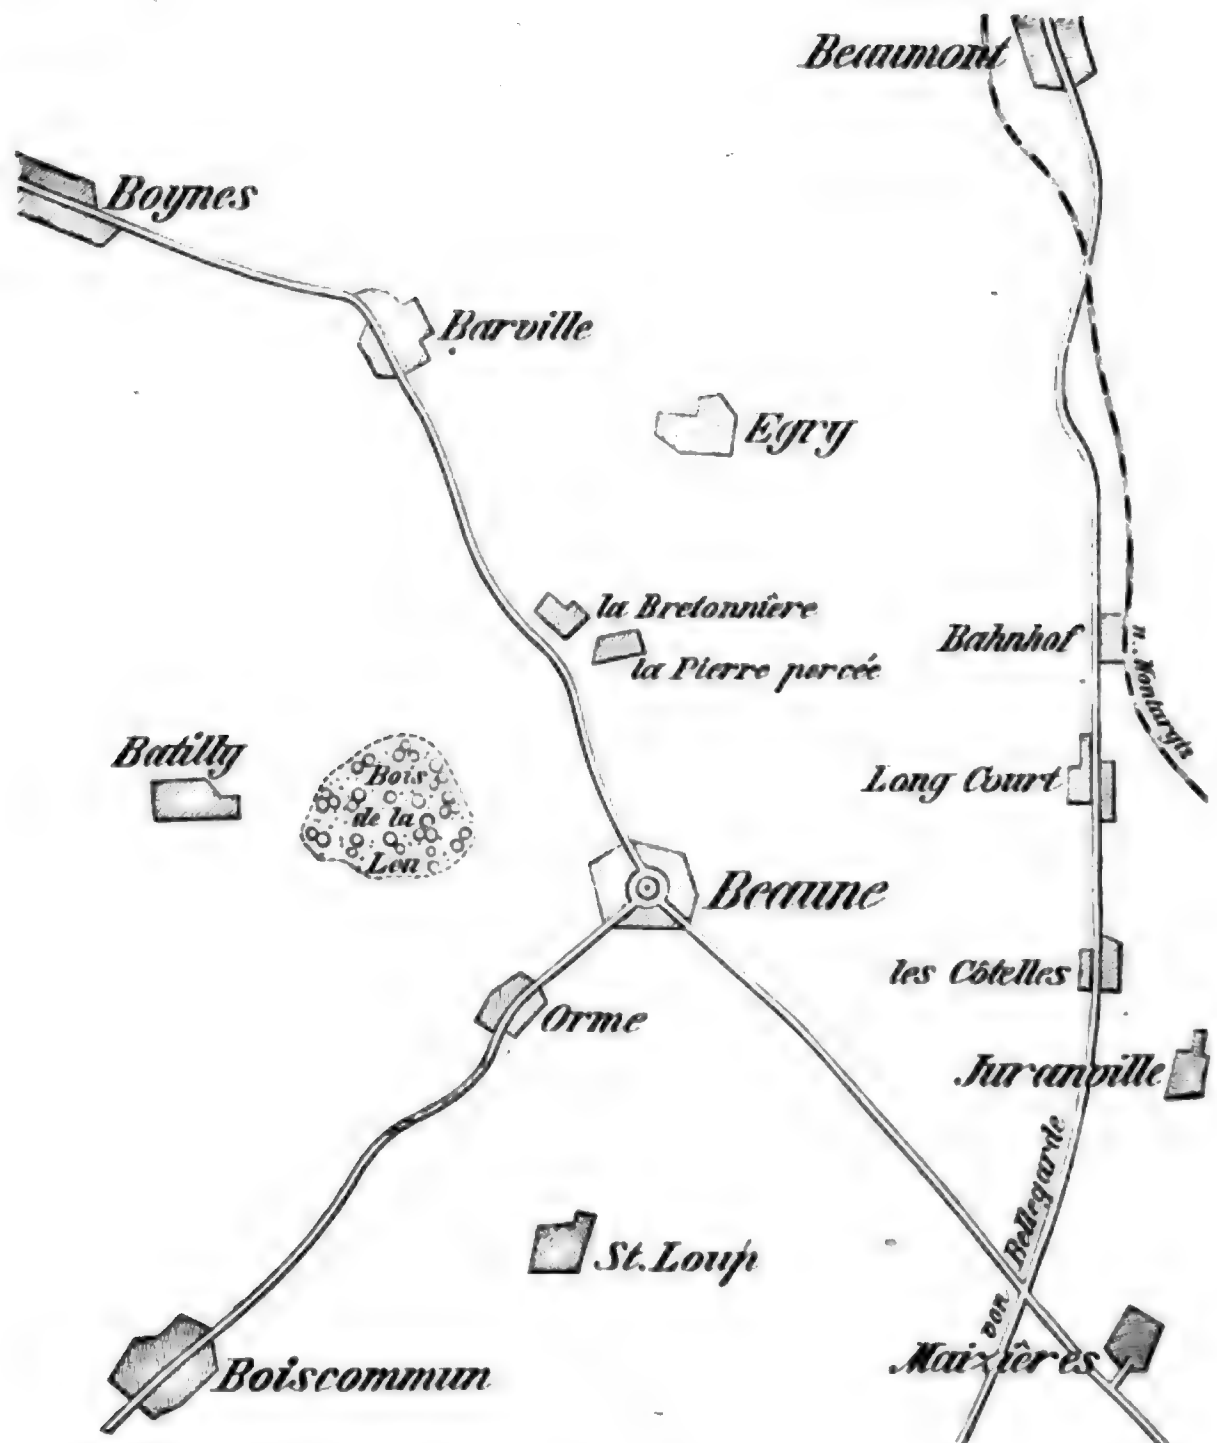 Beaumont
Boynes
Barville
Egry
la Bretonnière
la Pierre percée
Bahnhof
n. Montargis
Batilly
Bois
de la
Leu
Long Court
Beaune
les Côtelles
Orme
Juranville
von Bellegarde
St. Loup
Maizières
Boiscommun